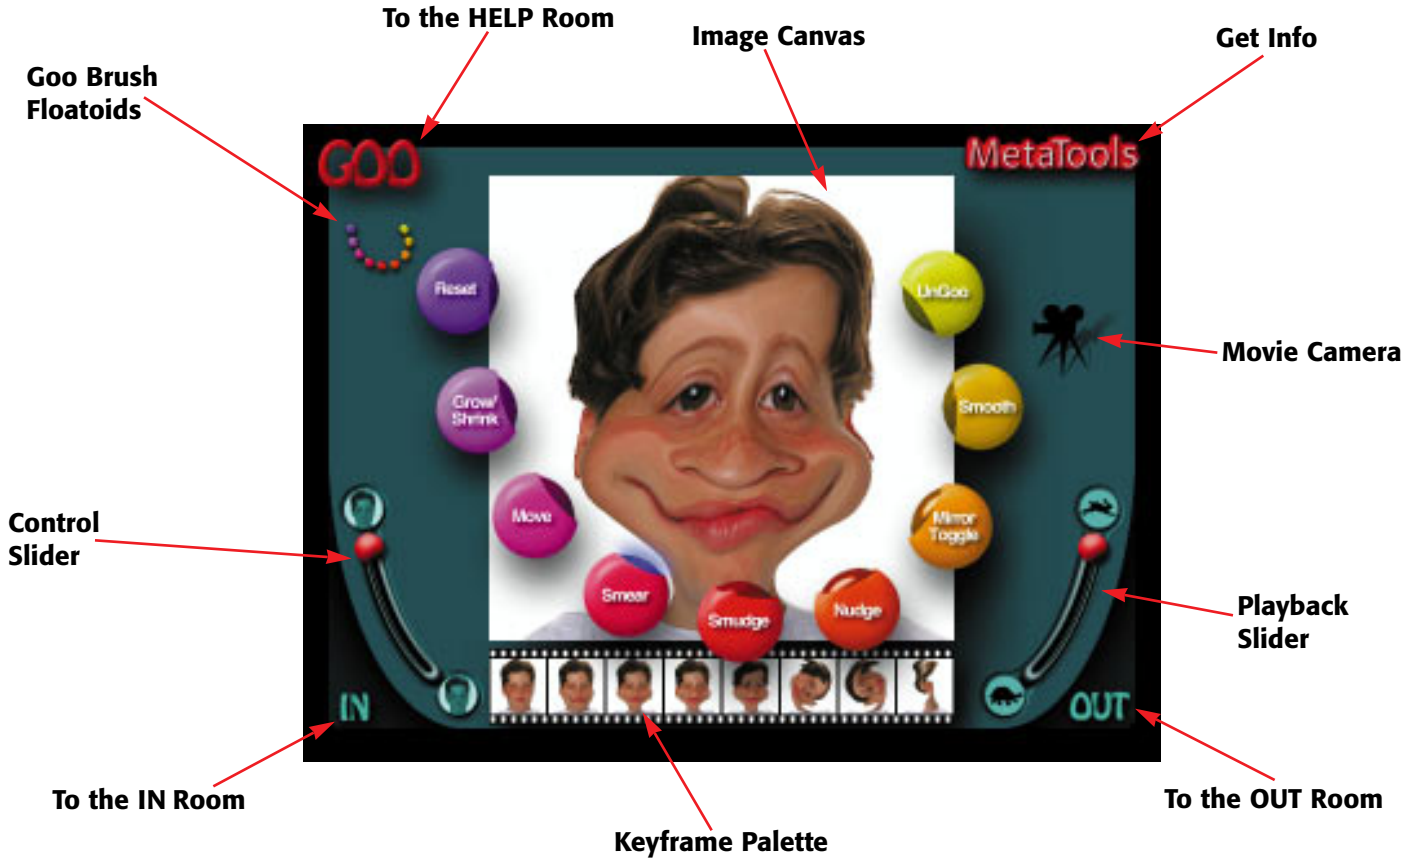 To the HELP Room
Image Canvas
Get Info
Goo Brush
Floatoids
GOO
MetaTools
Reset
UnGoo
Movie Camera
Grow/
Shrink
Smooth
Move
Mirror
Toggle
Control
Slider
Smear
Smudge
Nudge
Playback
Slider
IN
OUT
To the IN Room
To the OUT Room
Keyframe Palette